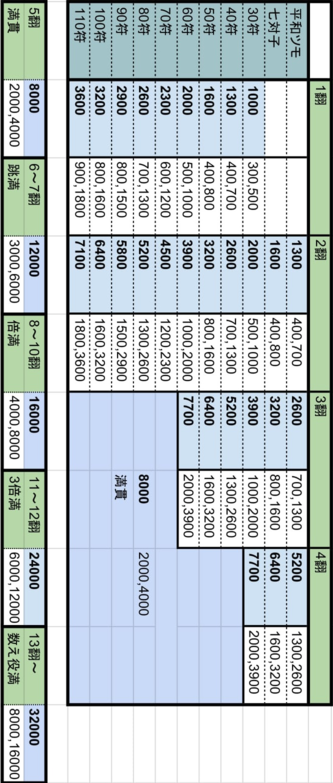 1翻 2翻 3翻 4翻
平和ツモ 1300 400,700 2600 700,1300 5200 1300,2600
七対子 1600 400,800 3200 800,1600 6400 1600,3200
30符 1000 300,500 2000 500,1000 3900 1000,2000 7700 2000,3900
40符 1300 400,700 2600 700,1300 5200 1300,2600
50符 1600 400,800 3200 800,1600 6400 1600,3200
60符 2000 500,1000 3900 1000,2000 7700 2000,3900
70符 2300 600,1200 4500 1200,2300
80符 2600 700,1300 5200 1300,2600 8000 2000,4000
90符 2900 800,1500 5800 1500,2900 満貫
100符 3200 800,1600 6400 1600,3200
110符 3600 900,1800 7100 1800,3600
5翻 8000 6〜7翻 12000 8〜10翻 16000 11〜12翻 24000 13翻〜 32000
満貫 2000,4000 跳満 3000,6000 倍満 4000,8000 3倍満 6000,12000 数え役満 8000,16000